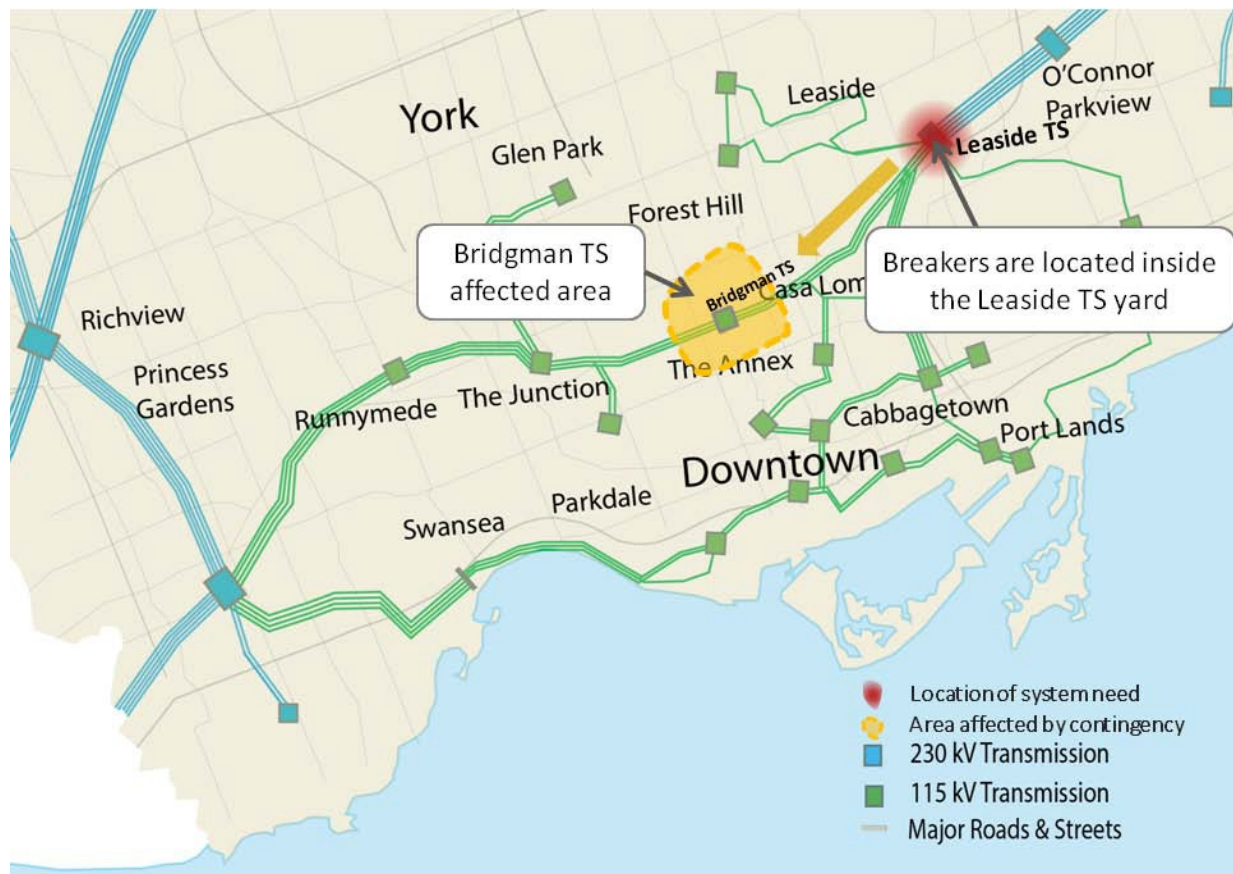 York
Glen Park
Leaside
O'Connor
Parkview
Leaside TS
Forest Hill
Bridgman TS
affected area
Bridgman TS
Casa Lom
Breakers are located inside
the Leaside TS yard
Richview
Princess
Gardens
Runnymede
The Junction
The Annex
Cabbagetown
Port Lands
Downtown
Parkdale
Swansea
Location of system need
Area affected by contingency
230 kV Transmission
115 kV Transmission
Major Roads & Streets